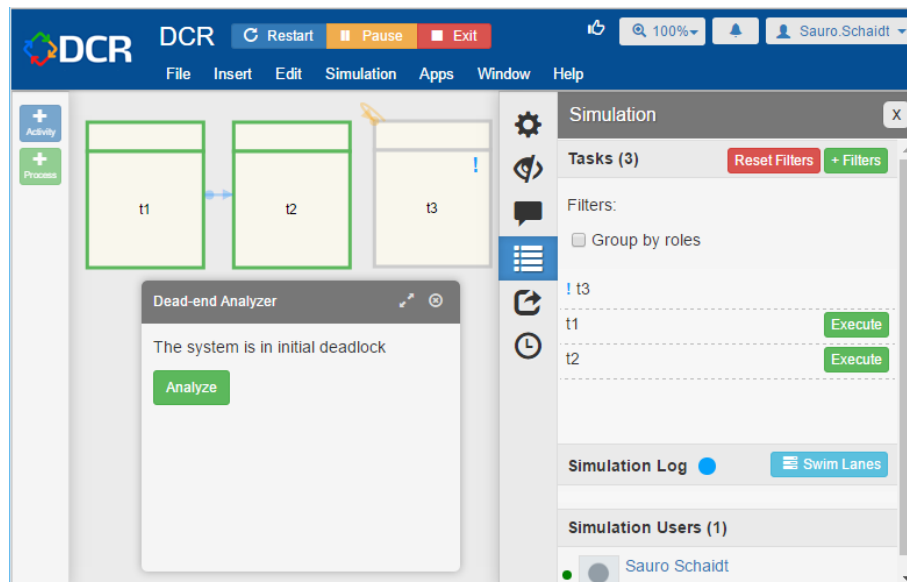 DCR
DCR Restart Pause Exit 100% Sauro.Schaidt
File Insert Edit Simulation Apps Window Help
+ Activity
+ Process
t1
t2
! t3
Dead-end Analyzer
The system is in initial deadlock
Analyze
Simulation X
Tasks (3) Reset Filters + Filters
Filters:
Group by roles
! t3
t1 Execute
t2 Execute
Simulation Log Swim Lanes
Simulation Users (1)
Sauro Schaidt